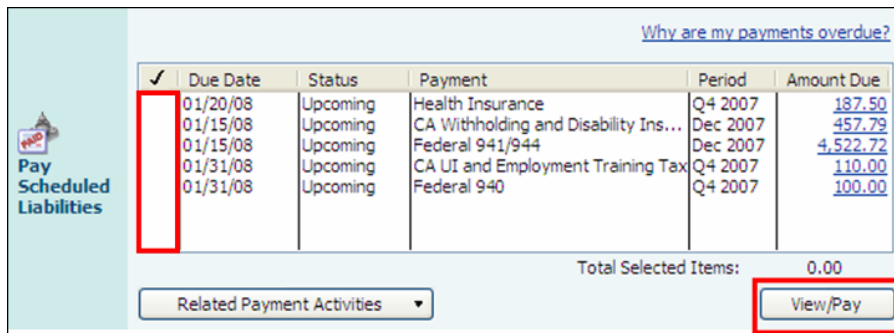 Why are my payments overdue?
✓ Due Date Status Payment Period Amount Due
01/20/08 Upcoming Health Insurance Q4 2007 187.50
01/15/08 Upcoming CA Withholding and Disability Ins... Dec 2007 457.79
01/15/08 Upcoming Federal 941/944 Dec 2007 4,522.72
01/31/08 Upcoming CA UI and Employment Training Tax Q4 2007 110.00
01/31/08 Upcoming Federal 940 Q4 2007 100.00
PAID
Pay
Scheduled
Liabilities
Total Selected Items: 0.00
Related Payment Activities
View/Pay